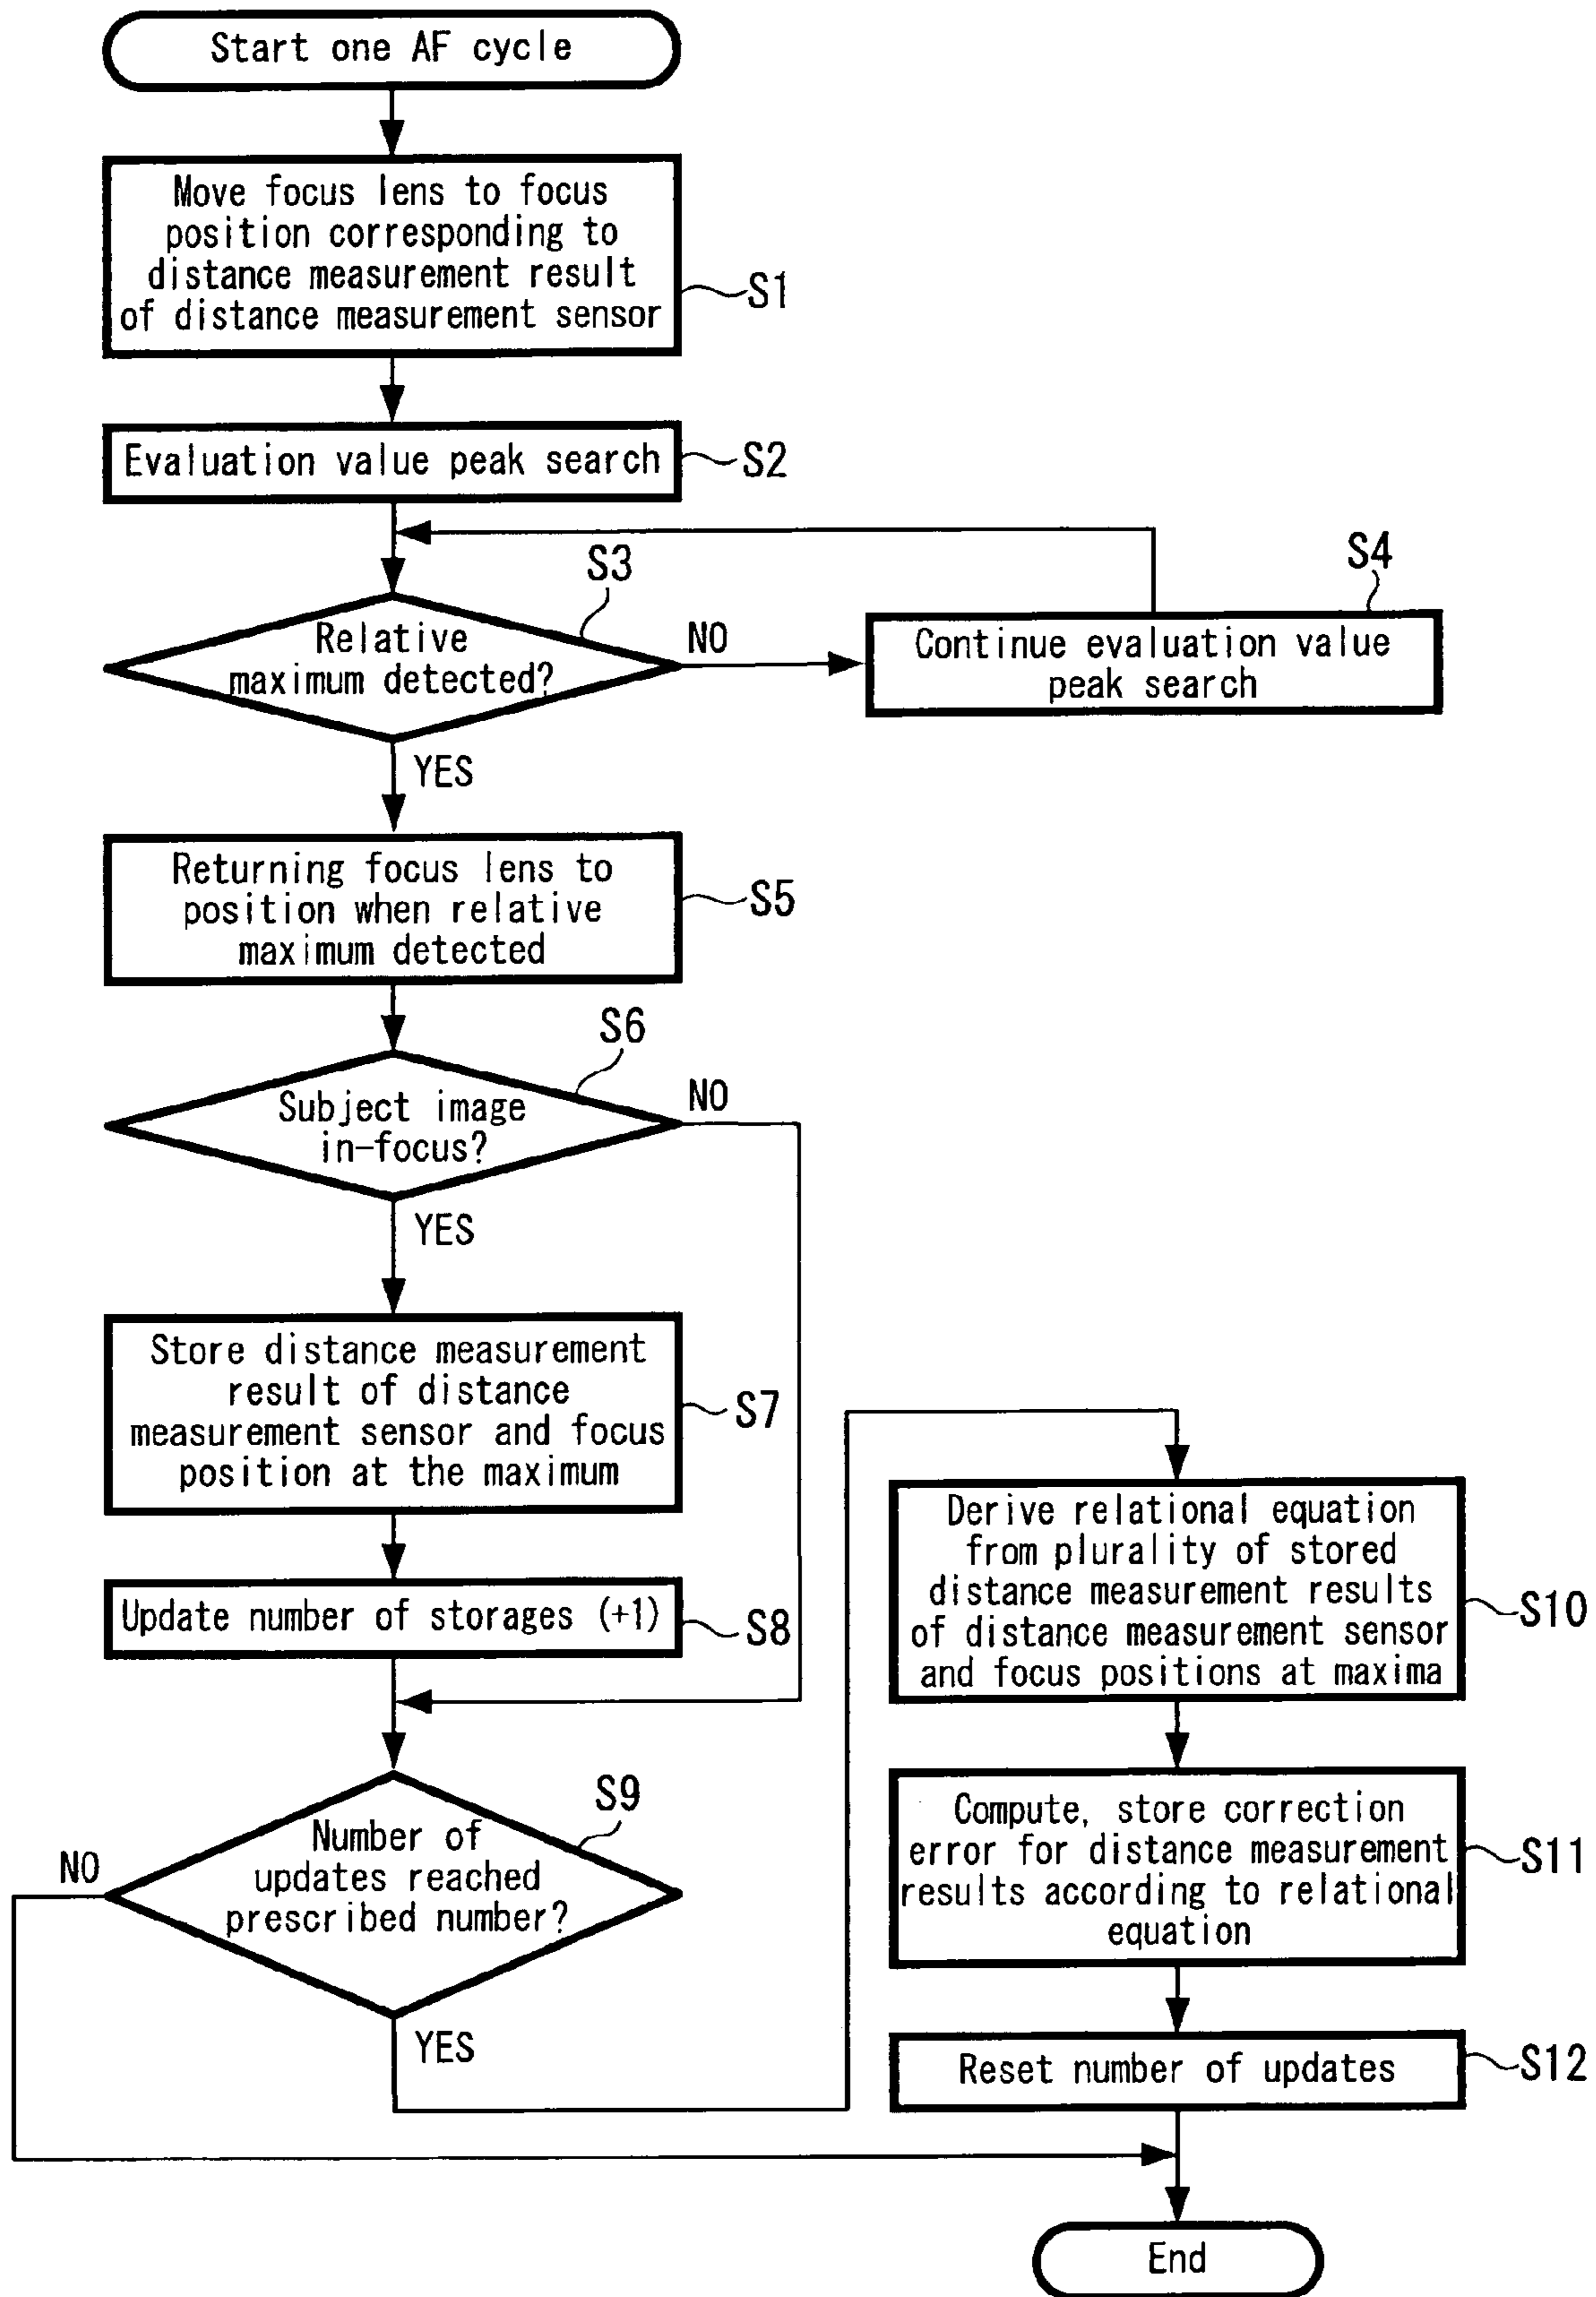 Start one AF cycle
Move focus lens to focus
position corresponding to
distance measurement result
of distance measurement sensor
S1
Evaluation value peak search
S2
S3
Relative
maximum detected?
NO
S4
Continue evaluation value
peak search
YES
Returning focus lens to
position when relative
maximum detected
S5
S6
Subject image
in-focus?
NO
YES
Store distance measurement
result of distance
measurement sensor and focus
position at the maximum
S7
Update number of storages (+1)
S8
S9
Number of
updates reached
prescribed number?
NO
YES
Derive relational equation
from plurality of stored
distance measurement results
of distance measurement sensor
and focus positions at maxima
S10
Compute, store correction
error for distance measurement
results according to relational
equation
S11
Reset number of updates
S12
End